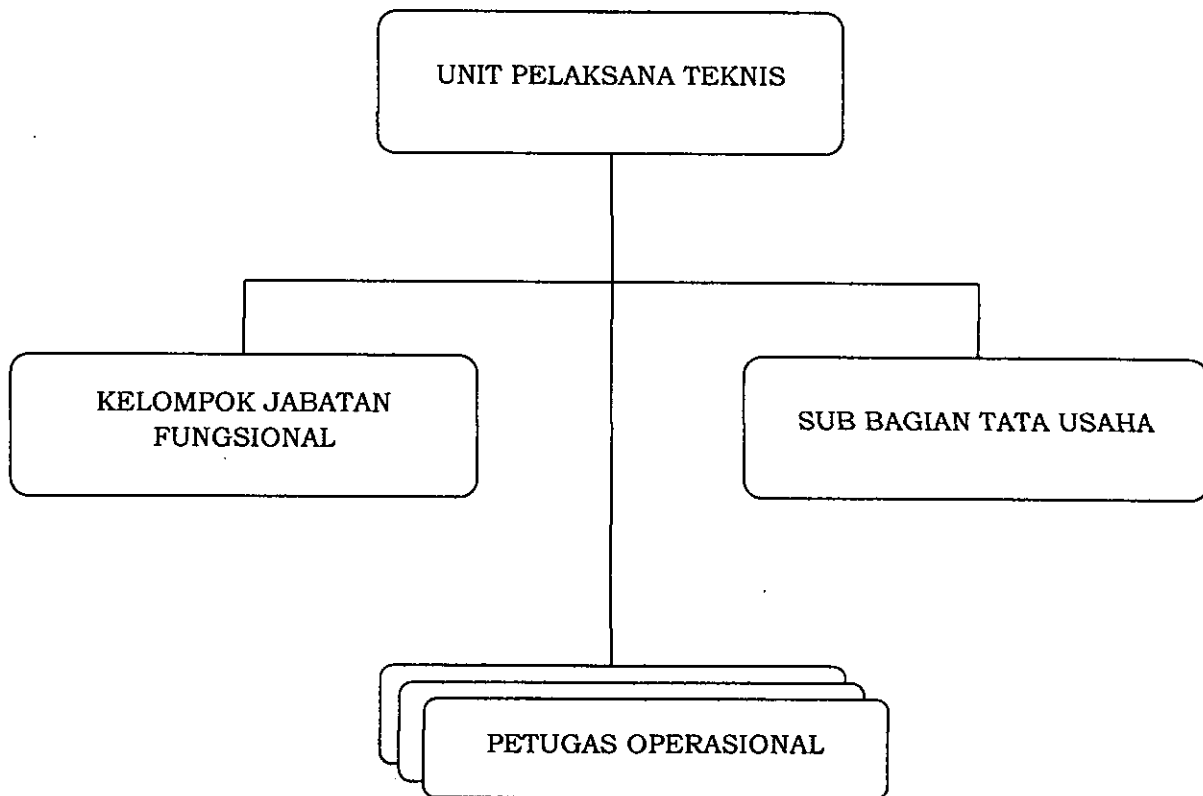 UNIT PELAKSANA TEKNIS
KELOMPOK JABATAN
FUNGSIONAL
SUB BAGIAN TATA USAHA
PETUGAS OPERASIONAL